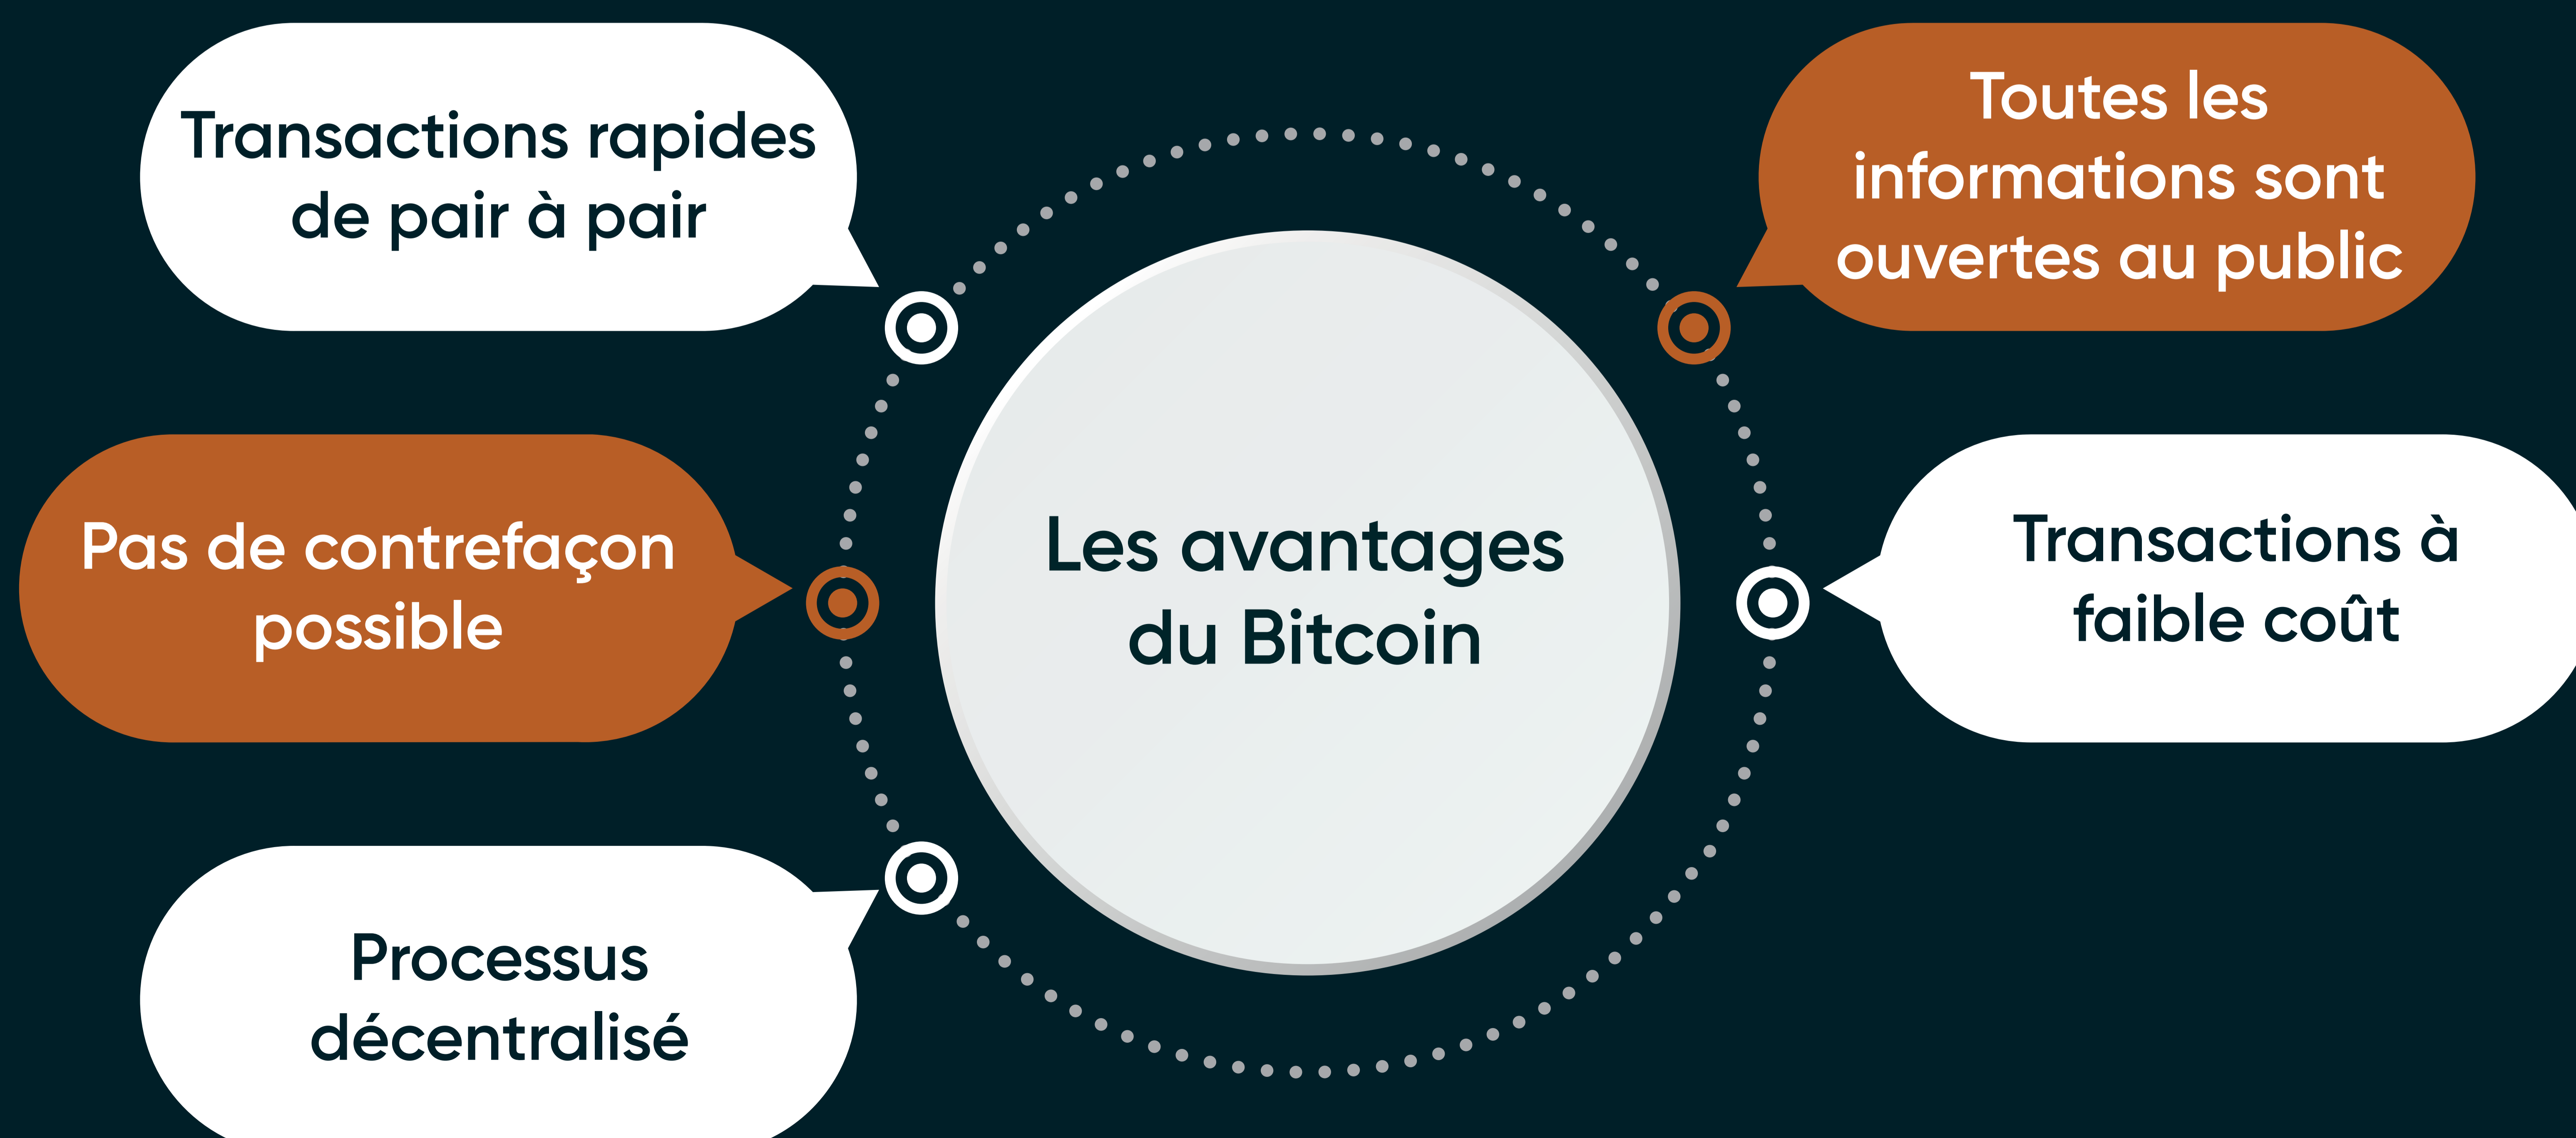 Transactions rapides
de pair à pair
Toutes les
informations sont
ouvertes au public
Pas de contrefaçon
possible
Les avantages
du Bitcoin
Transactions à
faible coût
Processus
décentralisé